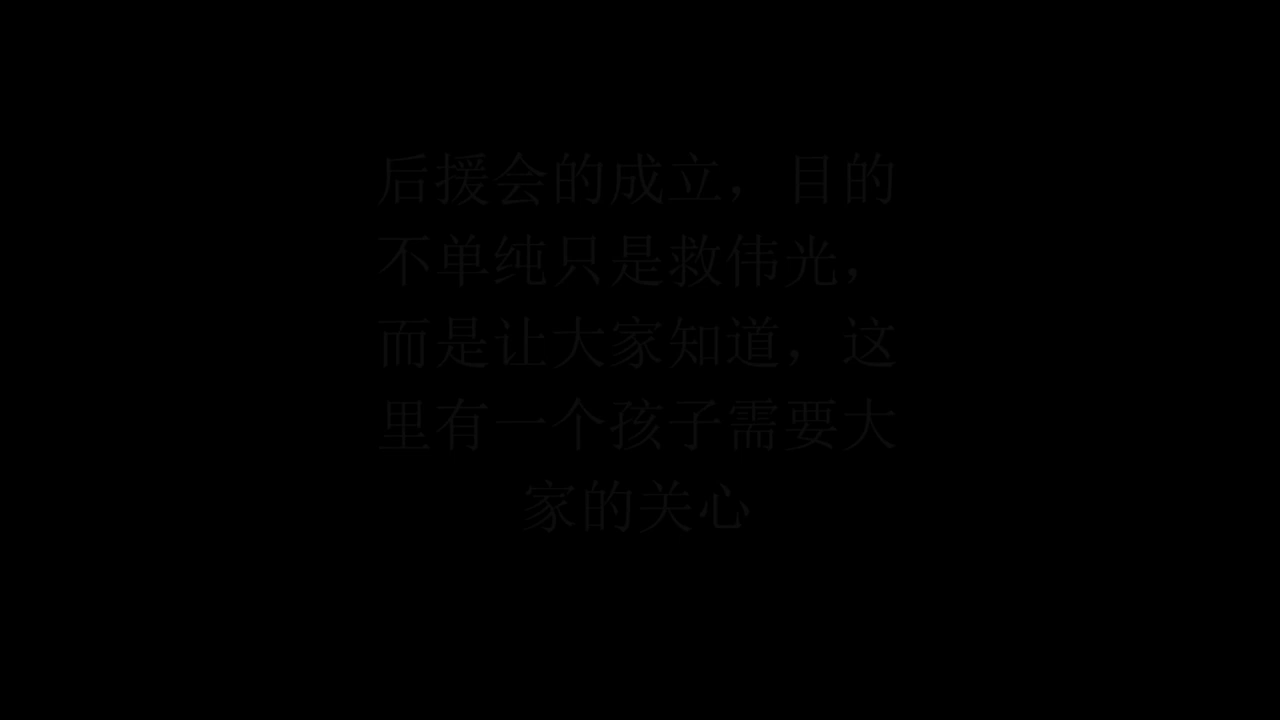 后援会的成立，目的
不单纯只是救伟光，
而是让大家知道，这
里有一个孩子需要大
家的关心